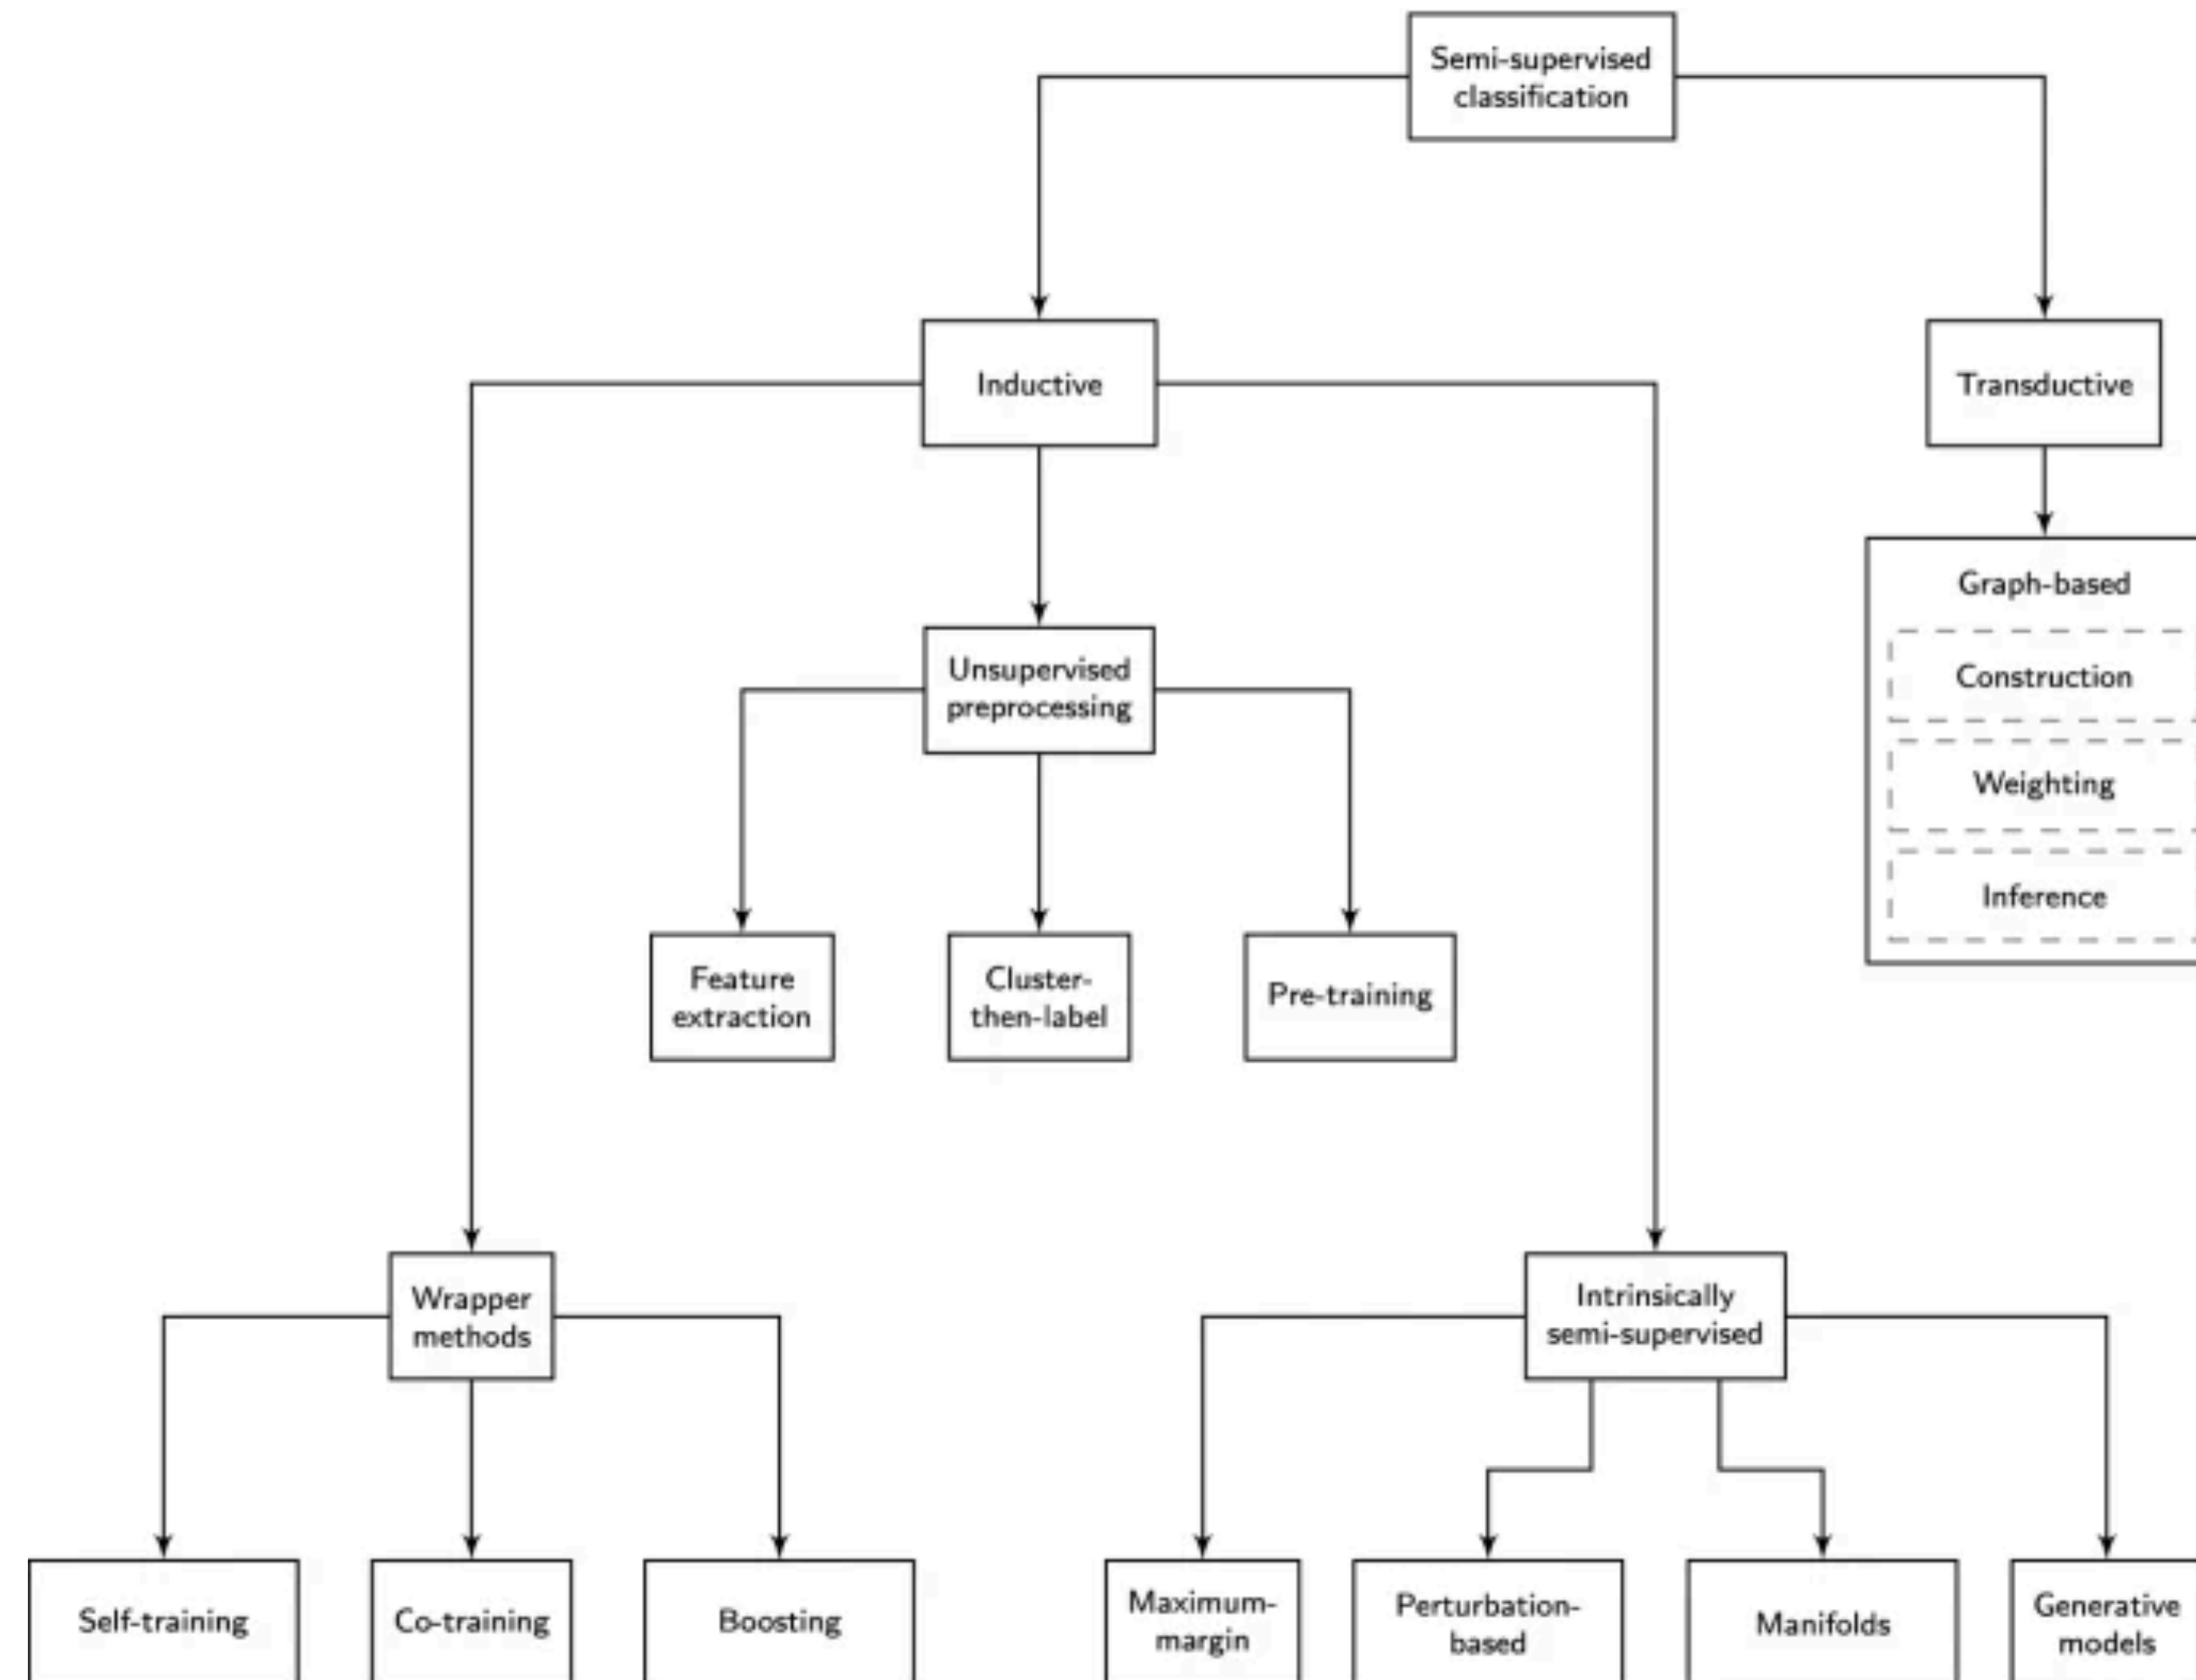 Semi-supervised
classification
Inductive
Transductive
Graph-based
Construction
Weighting
Inference
Unsupervised
preprocessing
Feature
extraction
Cluster-
then-label
Pre-training
Wrapper
methods
Intrinsically
semi-supervised
Self-training
Co-training
Boosting
Maximum-
margin
Perturbation-
based
Manifolds
Generative
models